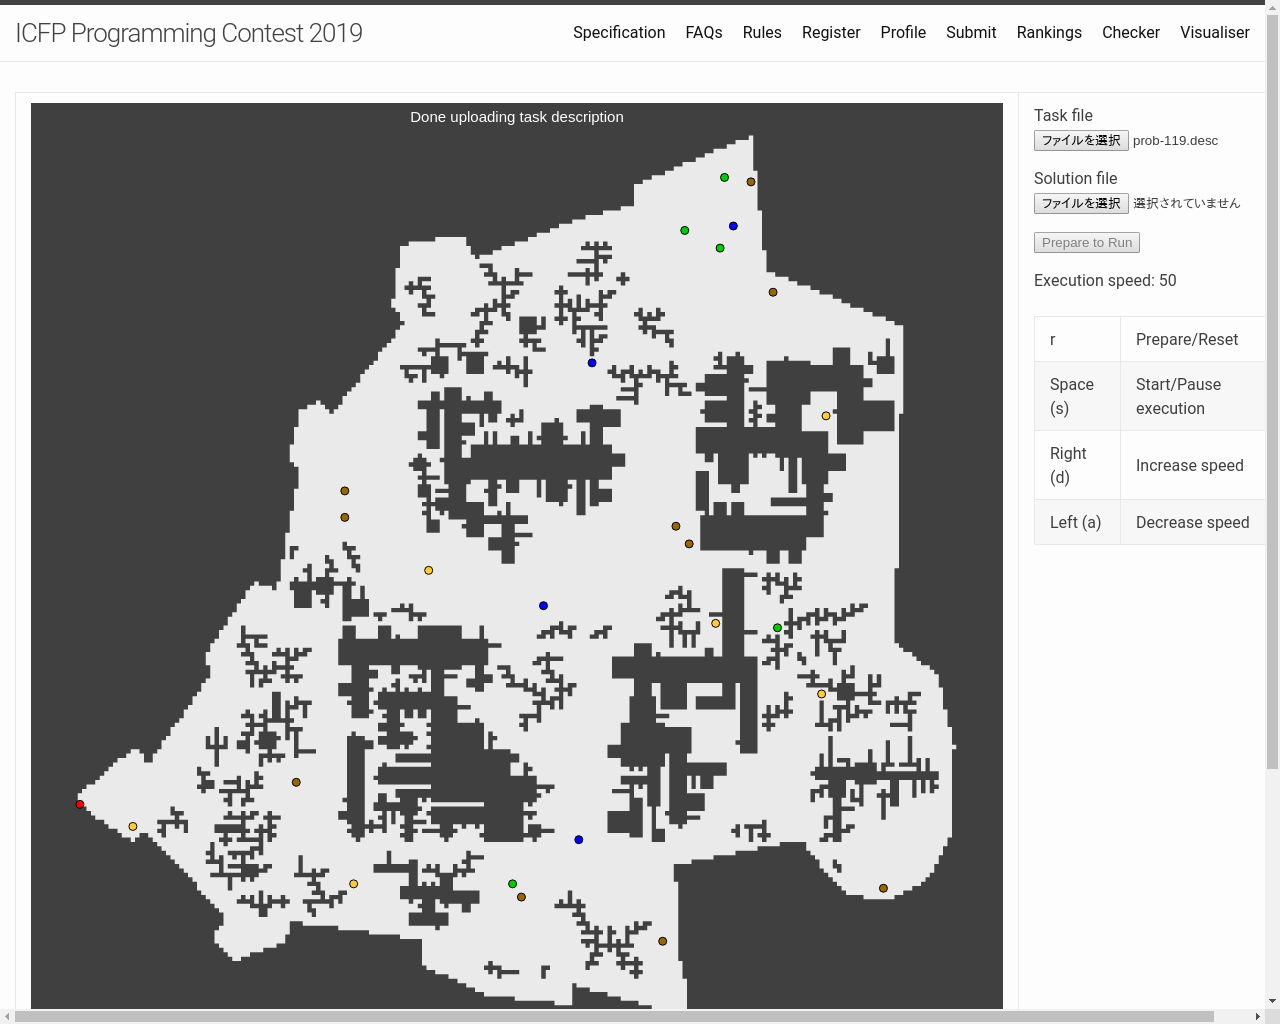 ICFP Programming Contest 2019
Specification FAQs Rules Register Profile Submit Rankings Checker Visualiser
Done uploading task description
Task file
ファイルを選択 prob-119.desc
Solution file
ファイルを選択 選択されていません
Prepare to Run
Execution speed: 50
r Prepare/Reset
Space (s) Start/Pause execution
Right (d) Increase speed
Left (a) Decrease speed